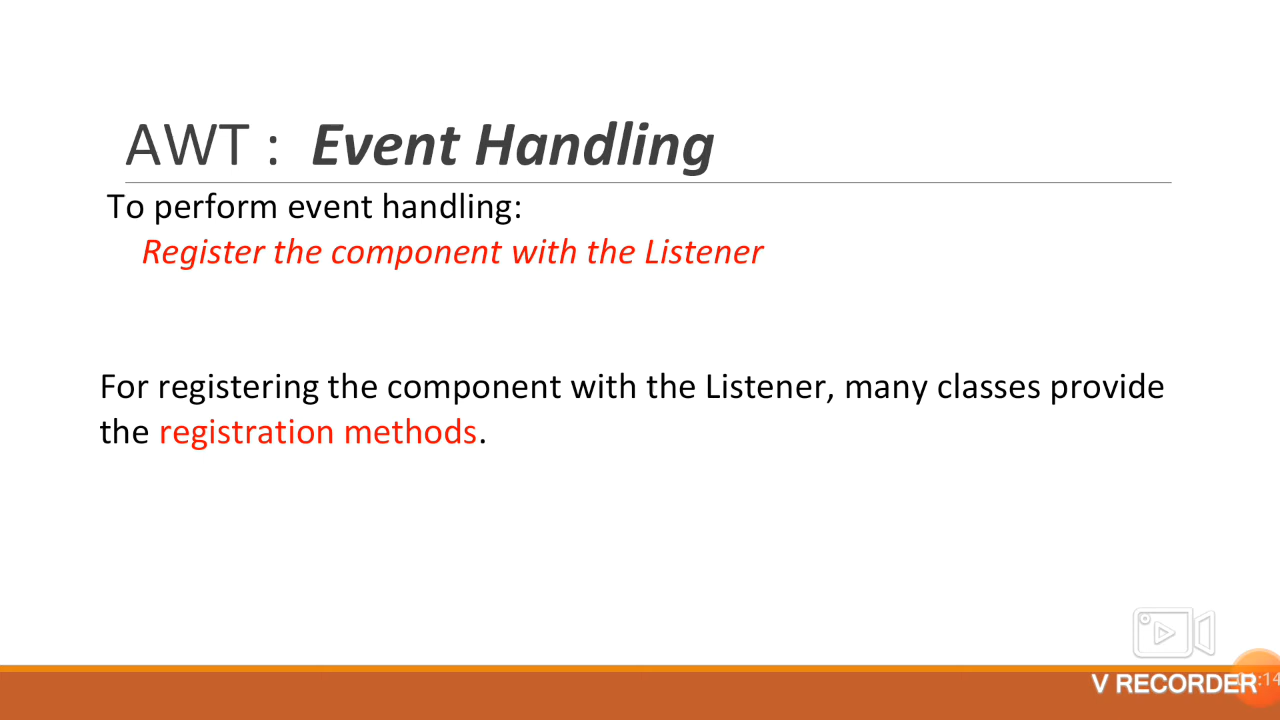 AWT : Event Handling
To perform event handling:
Register the component with the Listener
For registering the component with the Listener, many classes provide
the registration methods.
V RECORDER